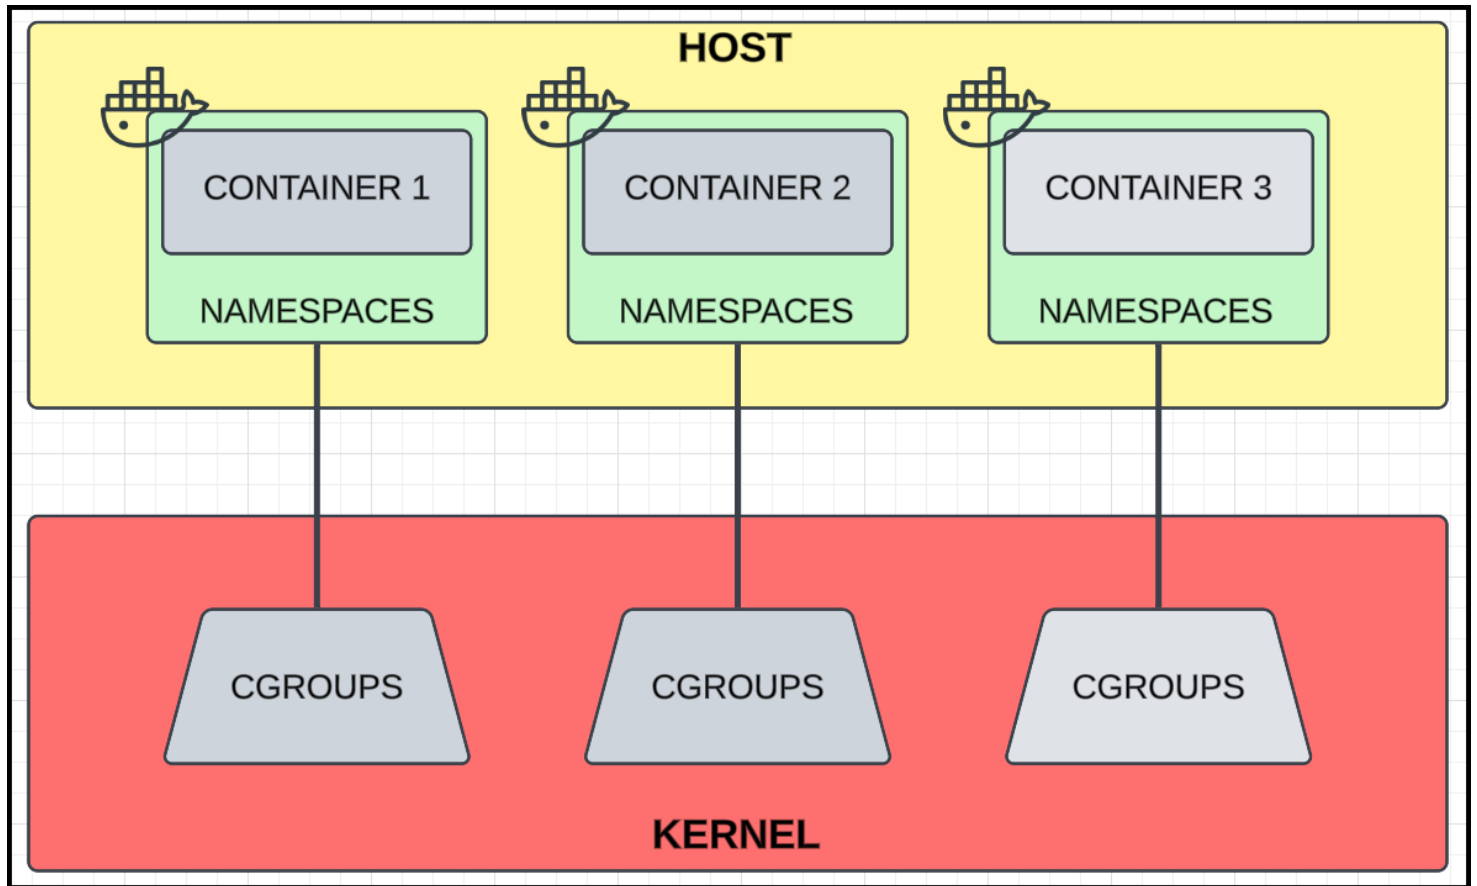 HOST
CONTAINER 1
CONTAINER 2
CONTAINER 3
NAMESPACES
NAMESPACES
NAMESPACES
CGROUPS
CGROUPS
CGROUPS
KERNEL